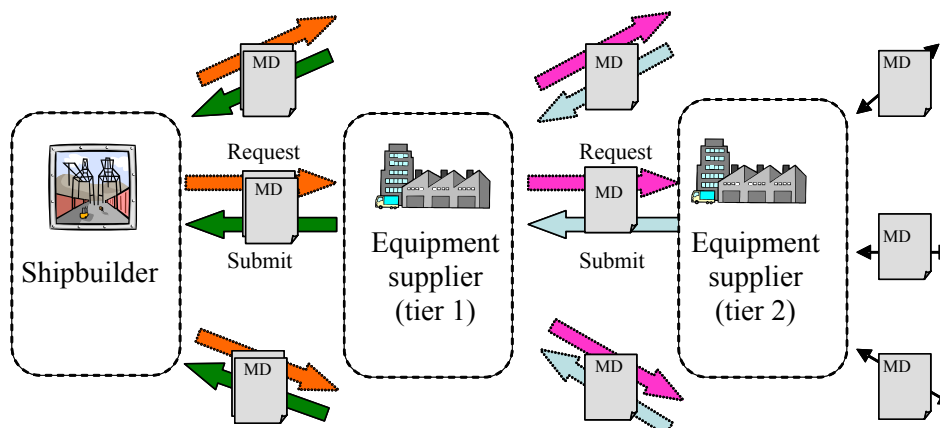 MD
MD
MD
Request
Request
MD
MD
MD
Shipbuilder
Submit
Equipment
supplier
(tier 1)
Submit
Equipment
supplier
(tier 2)
MD
MD
MD